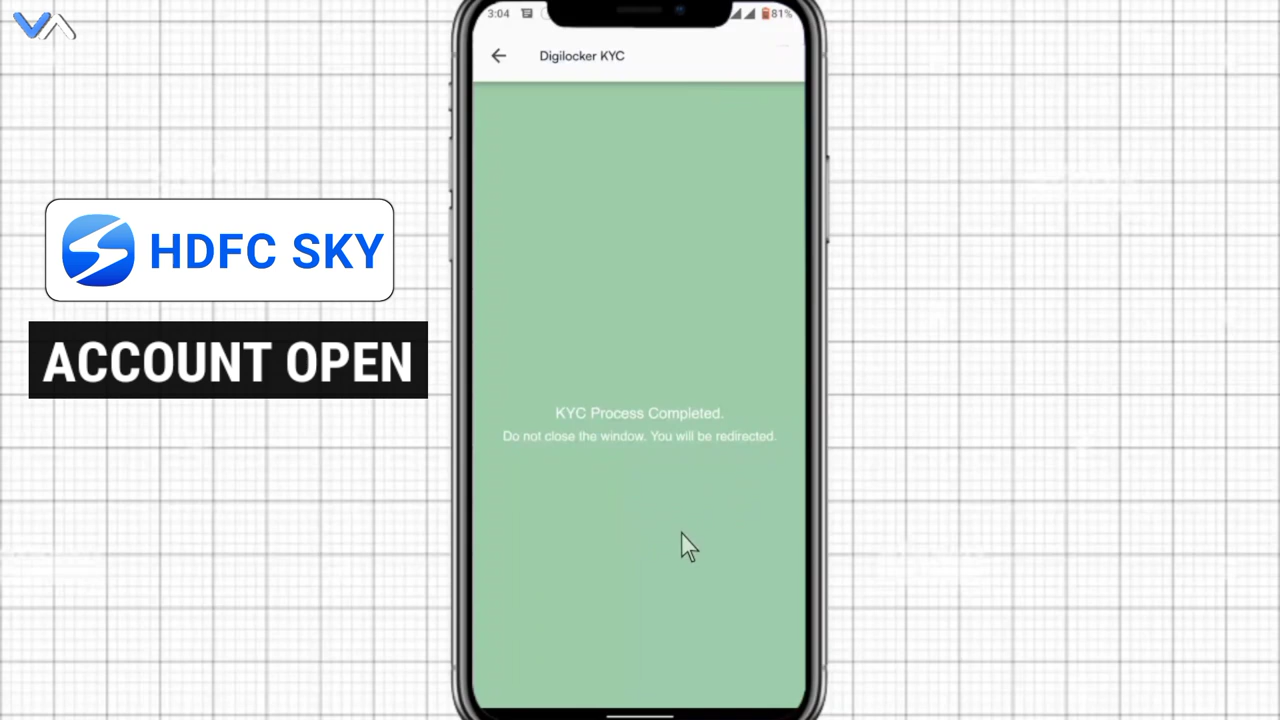 VA
3:04
81%
Digilocker KYC
HDFC SKY
ACCOUNT OPEN
KYC Process Completed.
Do not close the window. You will be redirected.